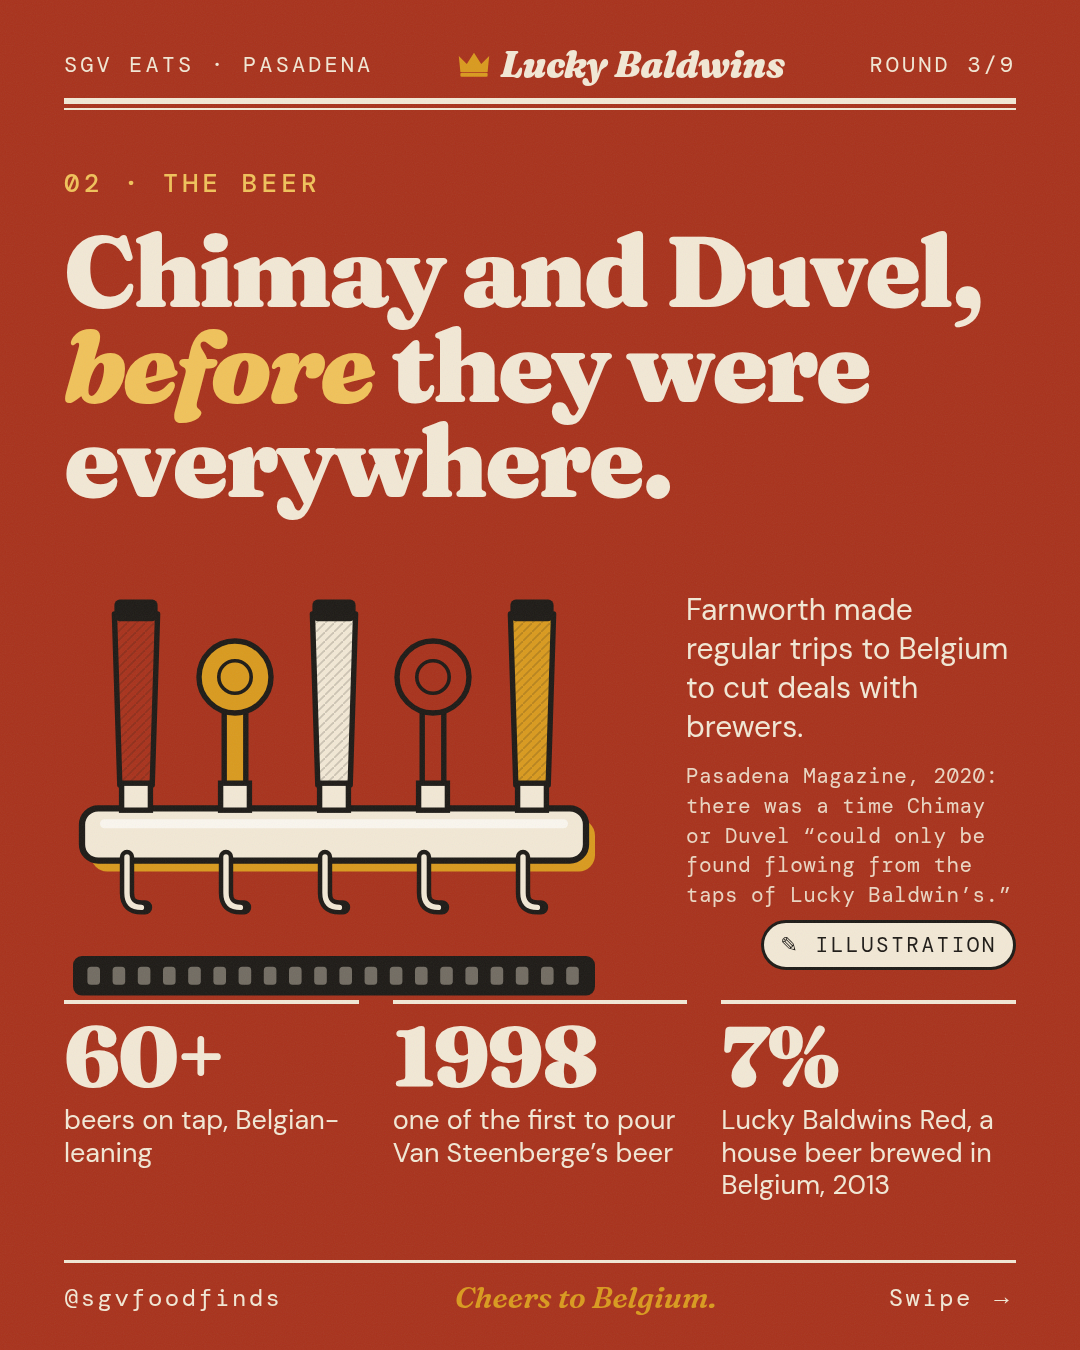 SGV EATS · PASADENA
Lucky Baldwins
ROUND 3/9
02 · THE BEER
Chimay and Duvel,
before they were
everywhere.
Farnworth made
regular trips to Belgium
to cut deals with
brewers.
Pasadena Magazine, 2020:
there was a time Chimay
or Duvel “could only be
found flowing from the
taps of Lucky Baldwin’s.”
✎ ILLUSTRATION
60+
beers on tap, Belgian-
leaning
1998
one of the first to pour
Van Steenberge’s beer
7%
Lucky Baldwins Red, a
house beer brewed in
Belgium, 2013
@sgvfoodfinds
Cheers to Belgium.
Swipe →